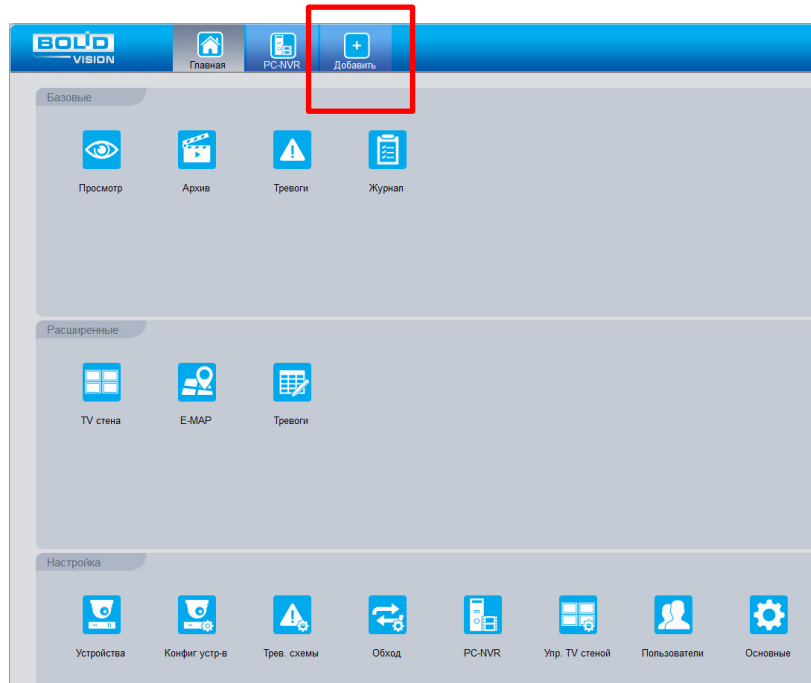 BOLID
VISION
Главная
PC-NVR
Добавить
Базовые
Просмотр
Архив
Тревоги
Журнал
Расширенные
TV стена
E-MAP
Тревоги
Настройка
Устройства
Конфиг устр-в
Трев. схемы
Обход
PC-NVR
Упр. TV стеной
Пользователи
Основные